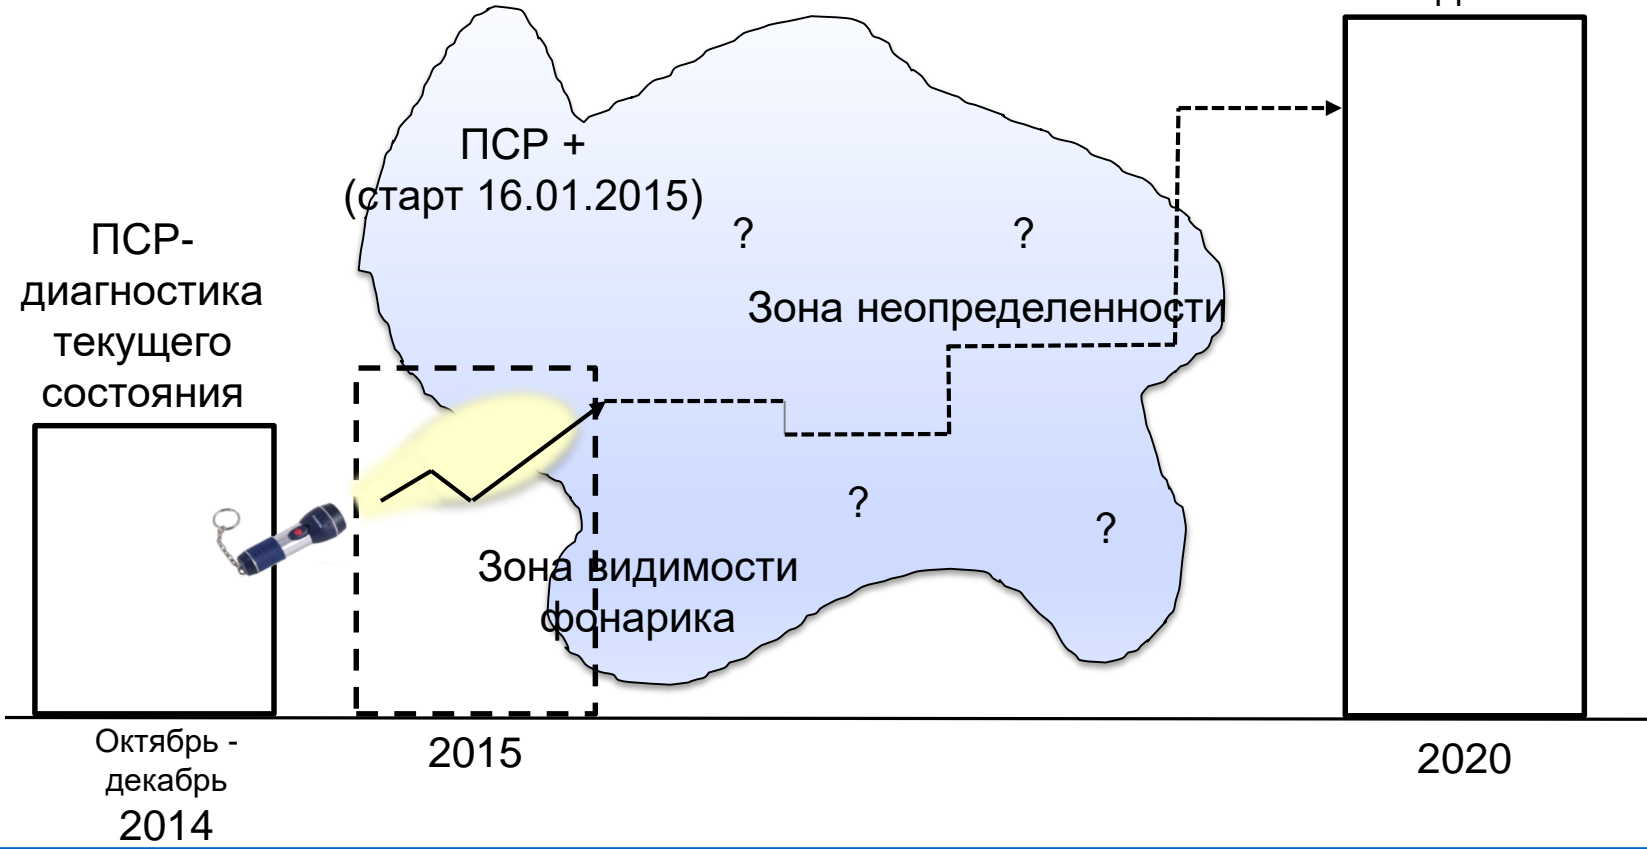 ПСР +
(старт 16.01.2015)
?
?
ПСР-
диагностика
текущего
состояния
Зона неопределенности
?
?
Зона видимости
фонарика
Октябрь -
декабрь
2014
2015
2020